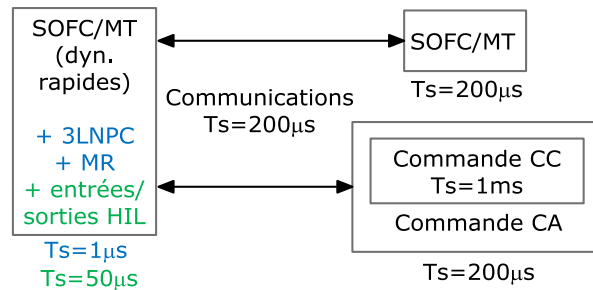 SOFC/MT
(dyn.
rapides)
+ 3LNPC
+ MR
+ entrées/
sorties HIL
Ts=1μs
Ts=50μs
Communications
Ts=200μs
SOFC/MT
Ts=200μs
Commande CC
Ts=1ms
Commande CA
Ts=200μs